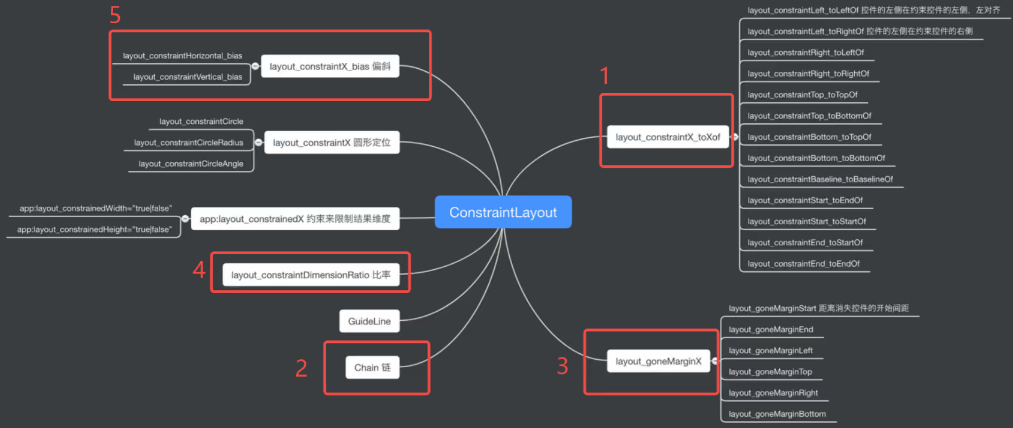 ConstraintLayout
5
layout_constraintX_bias 偏斜
layout_constraintHorizontal_bias
layout_constraintVertical_bias
layout_constraintX 圆形定位
layout_constraintCircle
layout_constraintCircleRadius
layout_constraintCircleAngle
app:layout_constrainedX 约束来限制结果维度
app:layout_constrainedWidth="true|false"
app:layout_constrainedHeight="true|false"
4
layout_constraintDimensionRatio 比率
GuideLine
2
Chain 链
1
layout_constraintX_toXof
layout_constraintLeft_toLeftOf 控件的左侧在约束控件的左侧、左对齐
layout_constraintLeft_toRightOf 控件的左侧在约束控件的右侧
layout_constraintRight_toLeftOf
layout_constraintRight_toRightOf
layout_constraintTop_toTopOf
layout_constraintTop_toBottomOf
layout_constraintBottom_toTopOf
layout_constraintBottom_toBottomOf
layout_constraintBaseline_toBaselineOf
layout_constraintStart_toEndOf
layout_constraintStart_toStartOf
layout_constraintEnd_toStartOf
layout_constraintEnd_toEndOf
3
layout_goneMarginX
layout_goneMarginStart 距离消失控件的开始间距
layout_goneMarginEnd
layout_goneMarginLeft
layout_goneMarginTop
layout_goneMarginRight
layout_goneMarginBottom